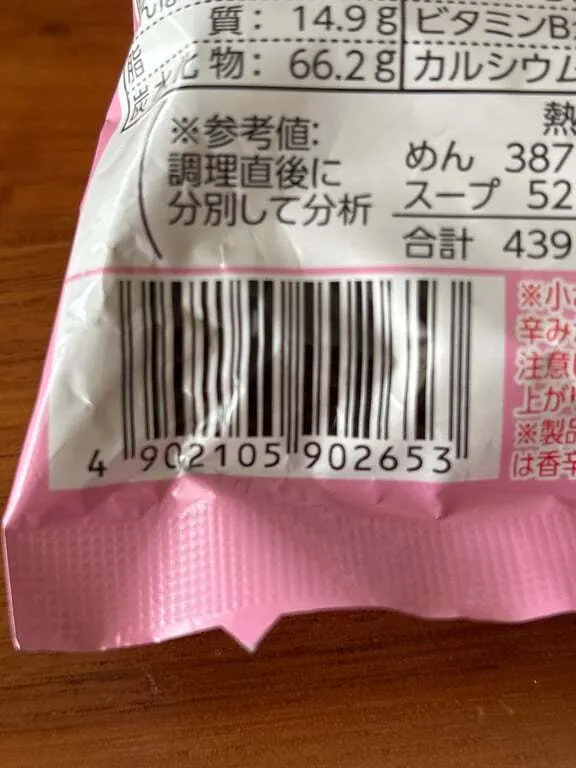 質: 14.9g ビタミンB
化物: 66.2g カルシウム
※参考値:
調理直後に
分別して分析
熱
めん 387
スープ 52
合計 439
※小
辛み
注意
上が
※製品
は香辛
4 902105 902653